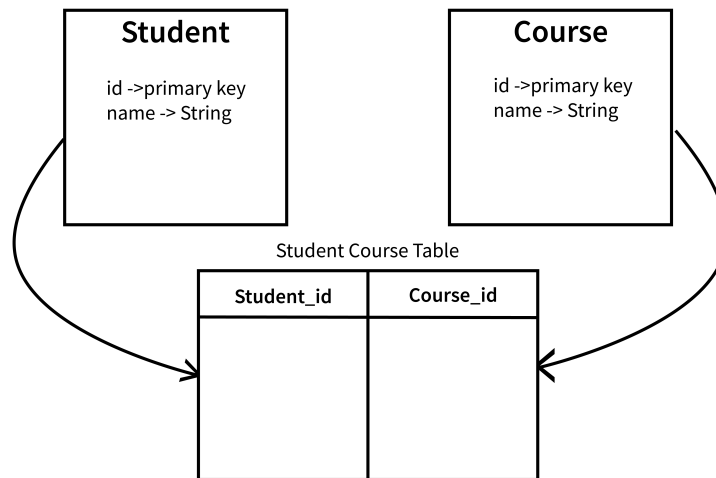 Student
id ->primary key
name -> String
Course
id ->primary key
name -> String
Student Course Table
Student_id
Course_id